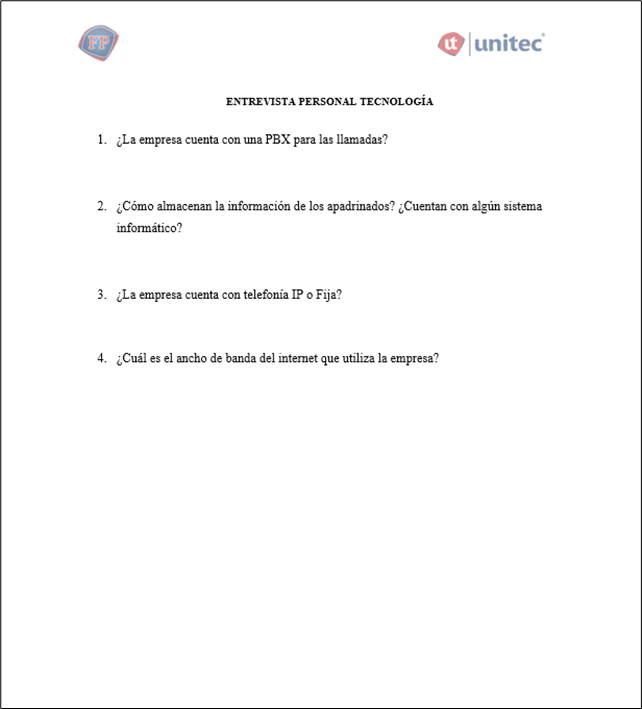 FP
ut unitec
ENTREVISTA PERSONAL TECNOLOGÍA
1. ¿La empresa cuenta con una PBX para las llamadas?
2. ¿Cómo almacenan la información de los apadrinados? ¿Cuentan con algún sistema
informático?
3. ¿La empresa cuenta con telefonía IP o Fija?
4. ¿Cuál es el ancho de banda del internet que utiliza la empresa?